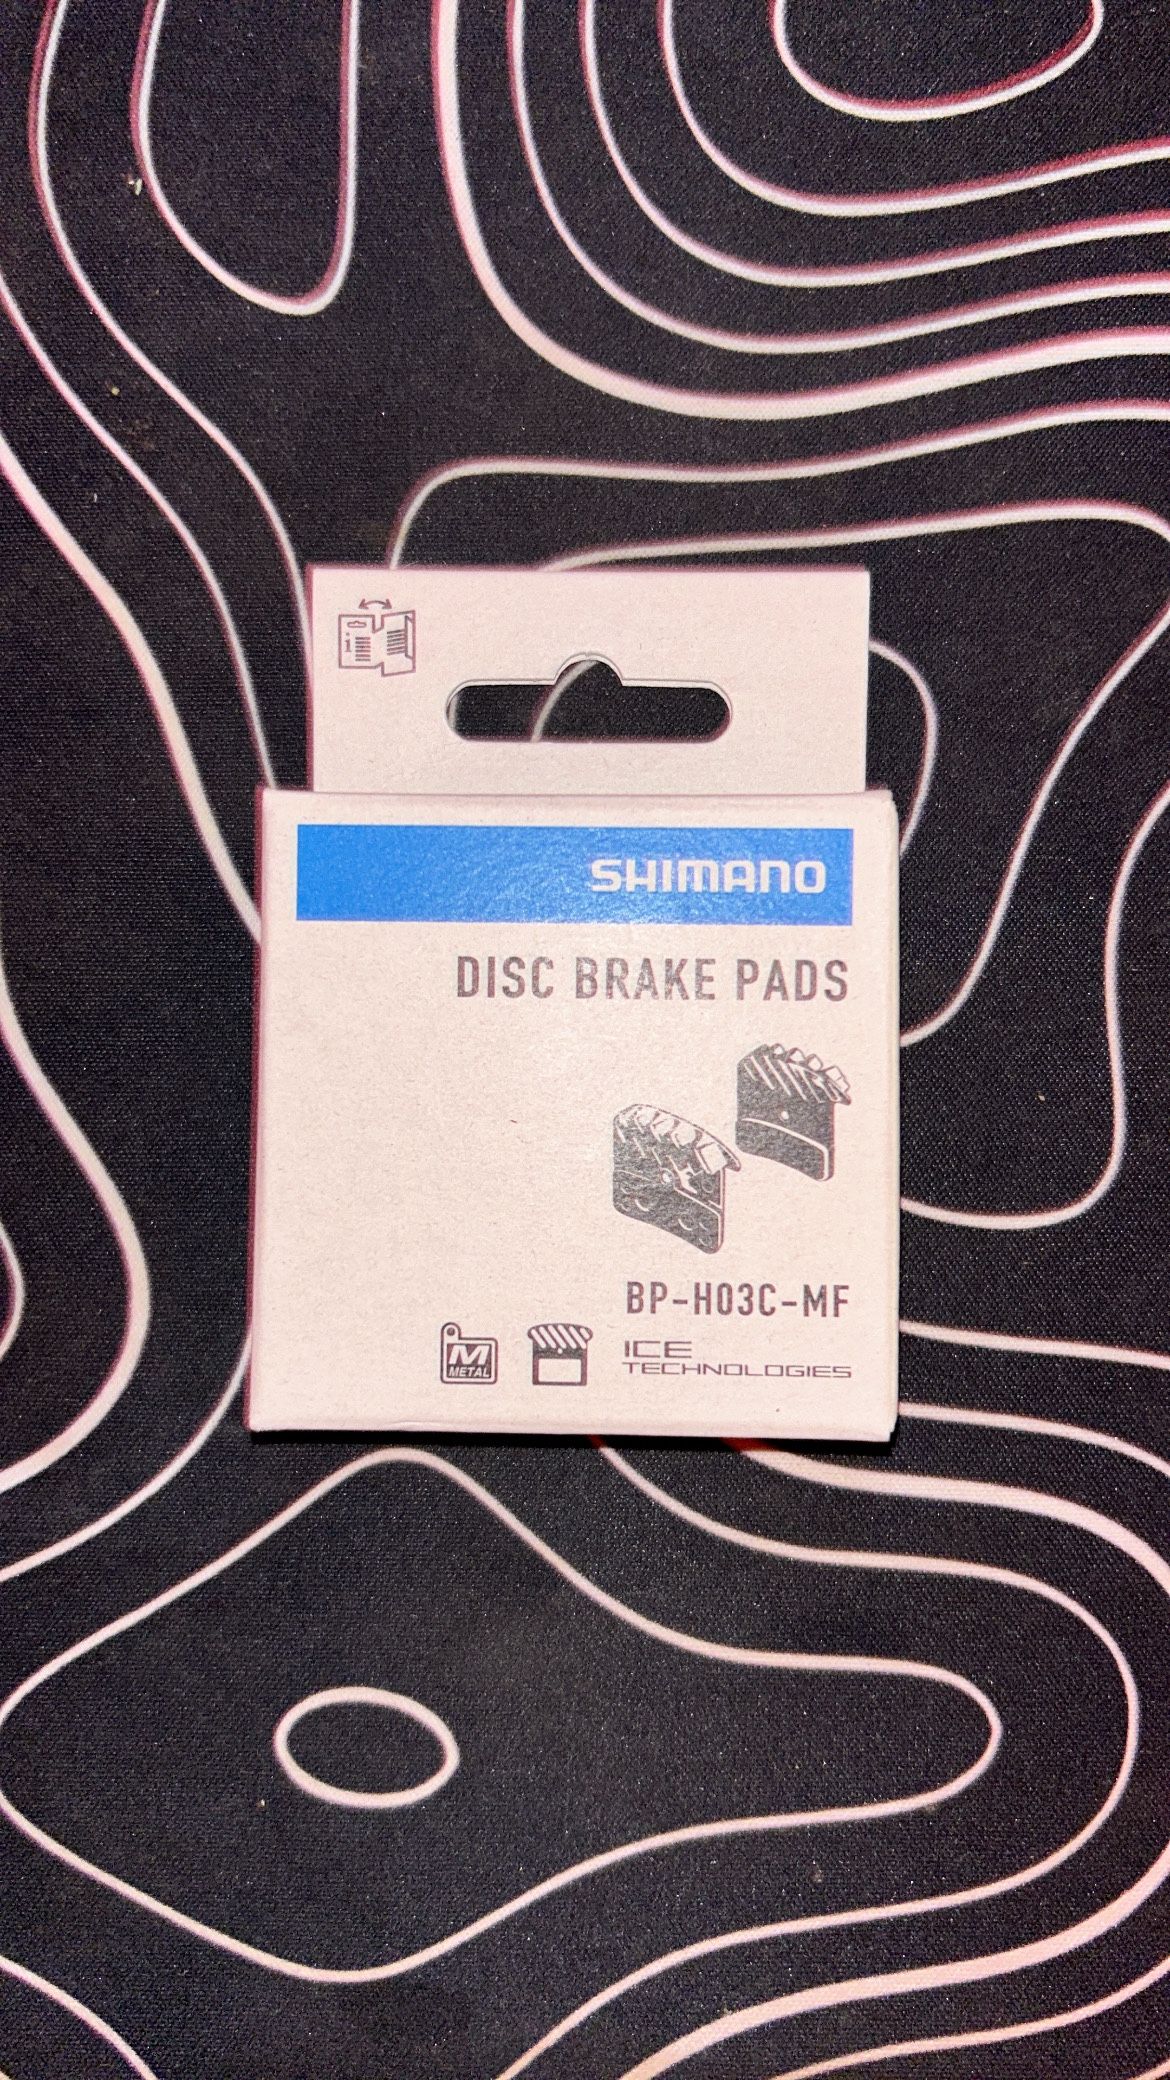 SHIMANO
DISC BRAKE PADS
BP-H03C-MF
M
METAL
ICE
TECHNOLOGIES